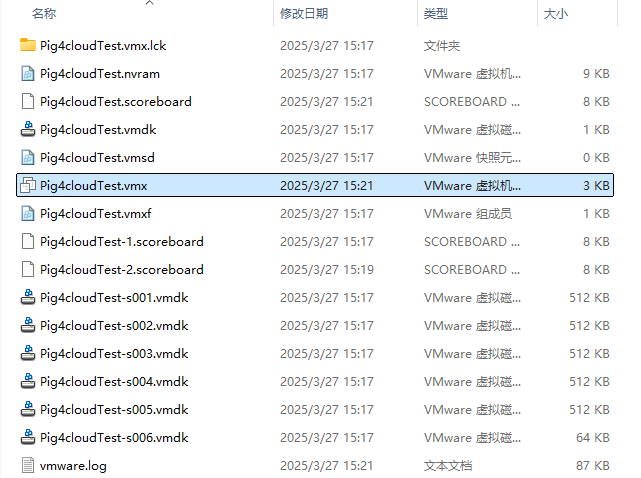 名称 修改日期 类型 大小
Pig4cloudTest.vmx.lck 2025/3/27 15:17 文件夹
Pig4cloudTest.nvram 2025/3/27 15:17 VMware 虚拟机... 9 KB
Pig4cloudTest.scoreboard 2025/3/27 15:21 SCOREBOARD ... 8 KB
Pig4cloudTest.vmdk 2025/3/27 15:17 VMware 虚拟磁... 1 KB
Pig4cloudTest.vmsd 2025/3/27 15:17 VMware 快照元... 0 KB
Pig4cloudTest.vmx 2025/3/27 15:21 VMware 虚拟机... 3 KB
Pig4cloudTest.vmxf 2025/3/27 15:17 VMware 组成员 1 KB
Pig4cloudTest-1.scoreboard 2025/3/27 15:17 SCOREBOARD ... 8 KB
Pig4cloudTest-2.scoreboard 2025/3/27 15:19 SCOREBOARD ... 8 KB
Pig4cloudTest-s001.vmdk 2025/3/27 15:17 VMware 虚拟磁... 512 KB
Pig4cloudTest-s002.vmdk 2025/3/27 15:17 VMware 虚拟磁... 512 KB
Pig4cloudTest-s003.vmdk 2025/3/27 15:17 VMware 虚拟磁... 512 KB
Pig4cloudTest-s004.vmdk 2025/3/27 15:17 VMware 虚拟磁... 512 KB
Pig4cloudTest-s005.vmdk 2025/3/27 15:17 VMware 虚拟磁... 512 KB
Pig4cloudTest-s006.vmdk 2025/3/27 15:17 VMware 虚拟磁... 64 KB
vmware.log 2025/3/27 15:21 文本文档 87 KB